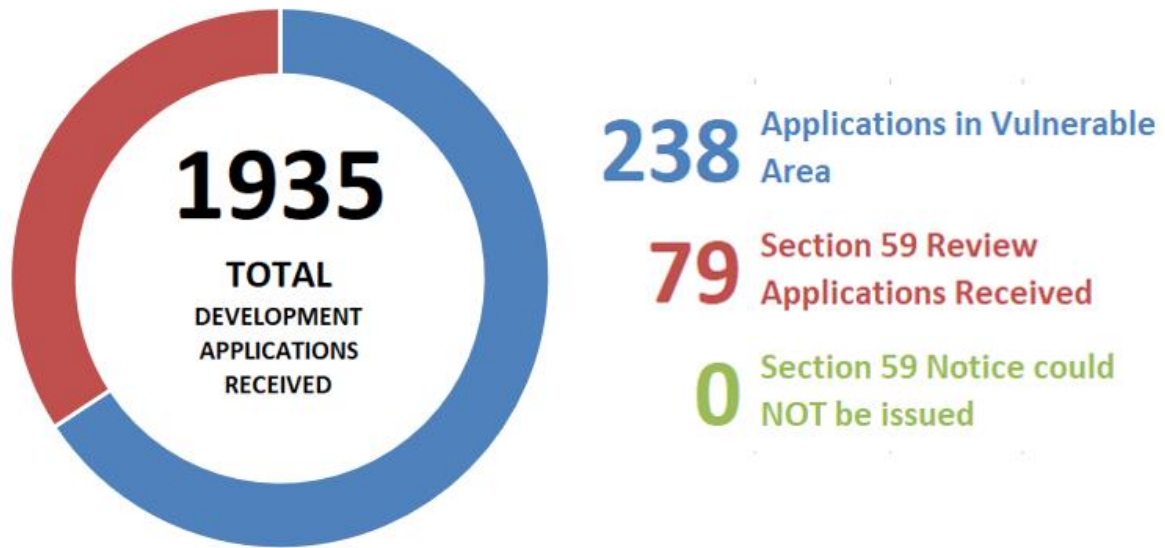 1935
TOTAL
DEVELOPMENT
APPLICATIONS
RECEIVED
238 Applications in Vulnerable
Area
79 Section 59 Review
Applications Received
0 Section 59 Notice could
NOT be issued